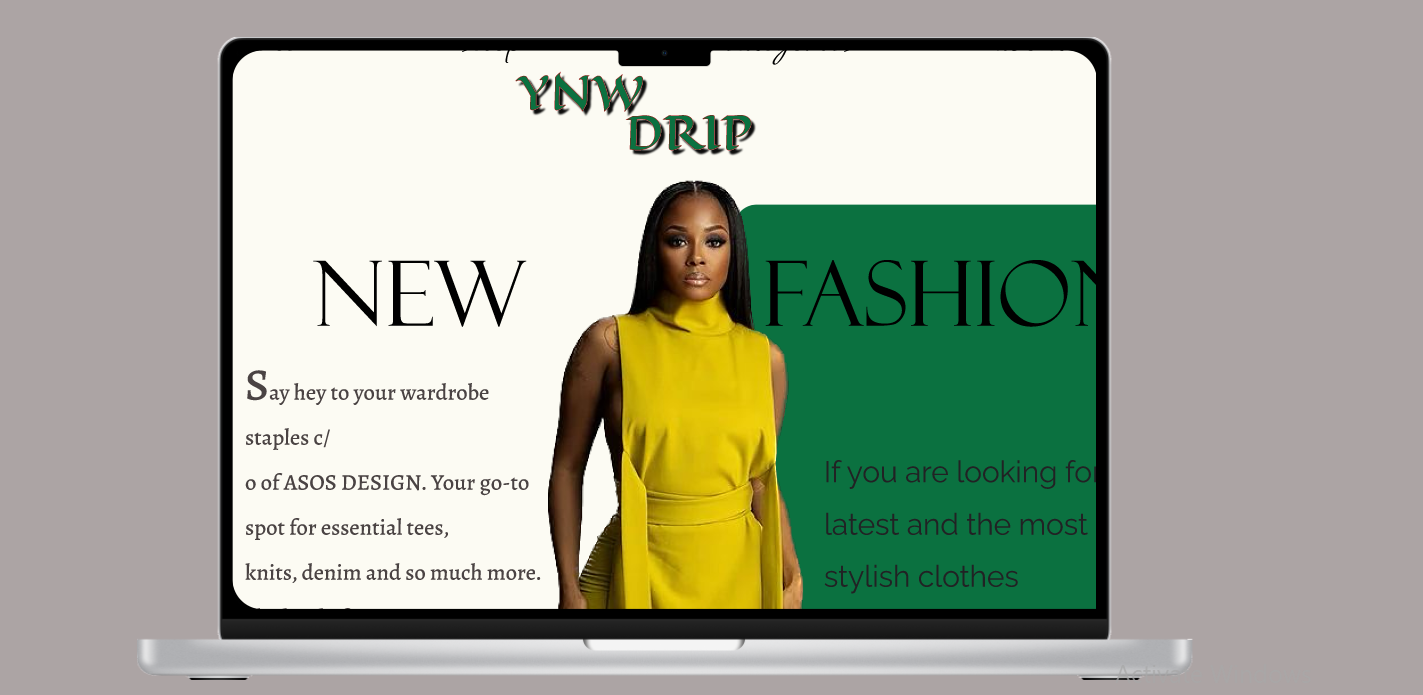 YNW
DRIP
NEW
FASHION
Say hey to your wardrobe
staples c/
o of ASOS DESIGN. Your go-to
spot for essential tees,
knits, denim and so much more.
If you are looking for
latest and the most
stylish clothes